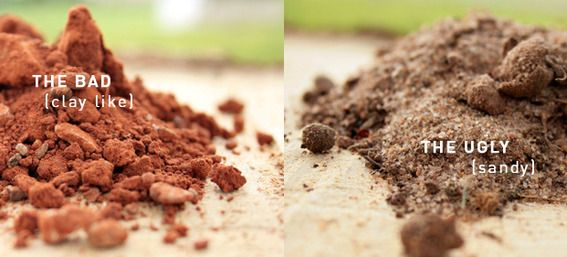 THE BAD
[clay like]
THE UGLY
[sandy]